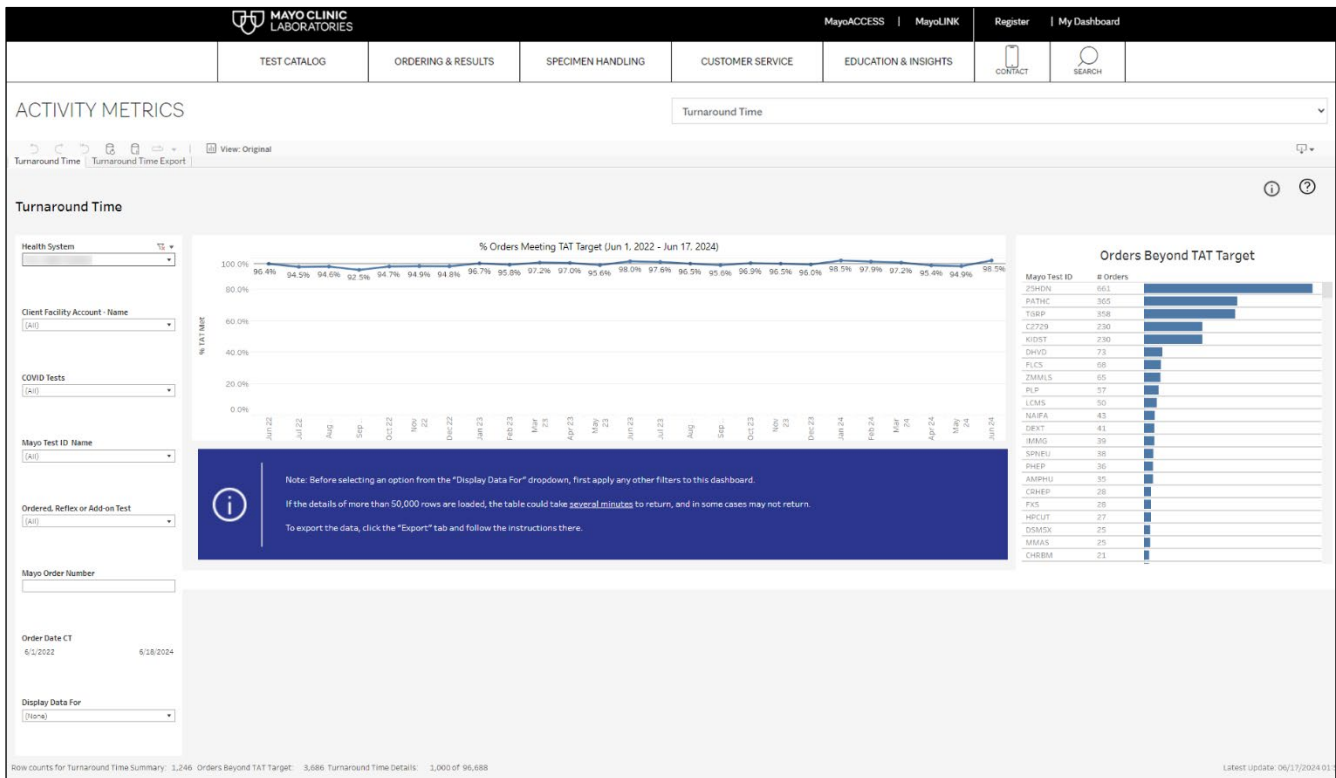 MAYO CLINIC
LABORATORIES
MayoACCESS | MayoLINK
Register | My Dashboard
TEST CATALOG
ORDERING & RESULTS
SPECIMEN HANDLING
CUSTOMER SERVICE
EDUCATION & INSIGHTS
CONTACT
SEARCH
ACTIVITY METRICS
Turnaround Time
View: Original
Turnaround Time
Turnaround Time Export
Turnaround Time
Health System
Client Facility Account - Name
(All)
COVID Tests
(All)
Mayo Test ID Name
(All)
Ordered, Reflex or Add-on Test
(All)
Mayo Order Number
Order Date CT
6/1/2022 6/18/2024
Display Data For
(None)
% Orders Meeting TAT Target (Jun 1, 2022 - Jun 17, 2024)
% TAT Met
100.0%
80.0%
60.0%
40.0%
20.0%
0.0%
96.4% 94.5% 94.6% 92.5% 94.7% 94.9% 94.8% 96.7% 95.8% 97.2% 97.0% 95.6% 98.0% 97.6% 96.5% 95.6% 96.9% 96.5% 96.0% 98.5% 97.9% 97.2% 95.4% 94.9% 98.5%
Jun 22 Jul 22 Aug .. Sep .. Oct 22 Nov 22 Dec 22 Jan 23 Feb 23 Mar 23 Apr 23 May 23 Jun 23 Jul 23 Aug .. Sep .. Oct 23 Nov 23 Dec 23 Jan 24 Feb 24 Mar 24 Apr 24 May 24 Jun 24
Note: Before selecting an option from the "Display Data For" dropdown, first apply any other filters to this dashboard.
If the details of more than 50,000 rows are loaded, the table could take several minutes to return, and in some cases may not return.
To export the data, click the "Export" tab and follow the instructions there.
Orders Beyond TAT Target
Mayo Test ID # Orders
25HDN 661
PATHC 365
TGRP 358
C2729 230
KIDST 230
DHVD 73
FLCS 68
ZMMLS 65
PLP 57
LCMS 50
NAIFA 43
DEXT 41
IMMG 39
SPNEU 38
PHEP 36
AMPHU 35
CRHEP 28
FXS 28
HPCUT 27
DSMSX 25
MMAS 25
CHRBM 21
Row counts for Turnaround Time Summary: 1,246 Orders Beyond TAT Target: 3,686 Turnaround Time Details: 1,000 of 96,688
Latest Update: 06/17/2024 01: